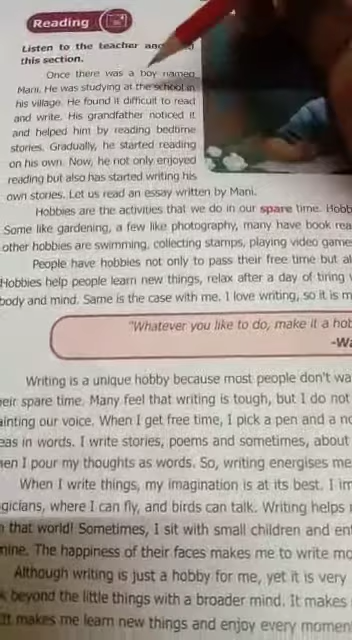 Reading
Listen to the teacher and
this section.
Once there was a boy named
Mani. He was studying at the school in
his village. He found it difficult to read
and write. His grandfather noticed it
and helped him by reading bedtime
stories. Gradually, he started reading
on his own. Now, he not only enjoyed
reading but also has started writing his
own stories. Let us read an essay written by Mani.
Hobbies are the activities that we do in our spare time. Hobb
Some like gardening, a few like photography, many have book rea
other hobbies are swimming, collecting stamps, playing video game
People have hobbies not only to pass their free time but al
Hobbies help people learn new things, relax after a day of tiring
body and mind. Same is the case with me. I love writing, so it is m
"Whatever you like to do, make it a hob
-Wa
Writing is a unique hobby because most people don't wa
eir spare time. Many feel that writing is tough, but I do not
ainting our voice. When I get free time, I pick a pen and a no
eas in words. I write stories, poems and sometimes, about
en I pour my thoughts as words. So, writing energises me
When I write things, my imagination is at its best. I im
gicians, where I can fly, and birds can talk. Writing helps
that world! Sometimes, I sit with small children and ent
mine. The happiness of their faces makes me to write mo
Although writing is just a hobby for me, yet it is very
k beyond the little things with a broader mind. It makes
It makes me learn new things and enjoy every momen